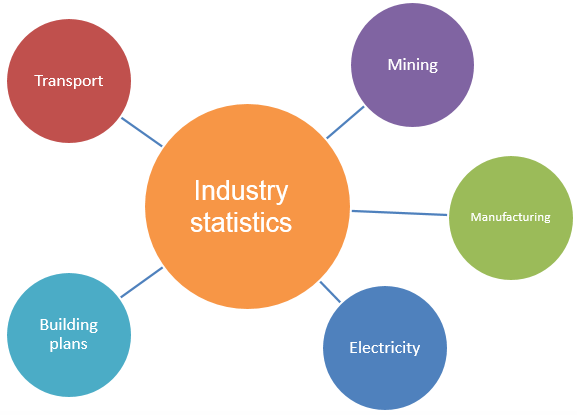 Transport
Mining
Industry
statistics
Manufacturing
Building
plans
Electricity